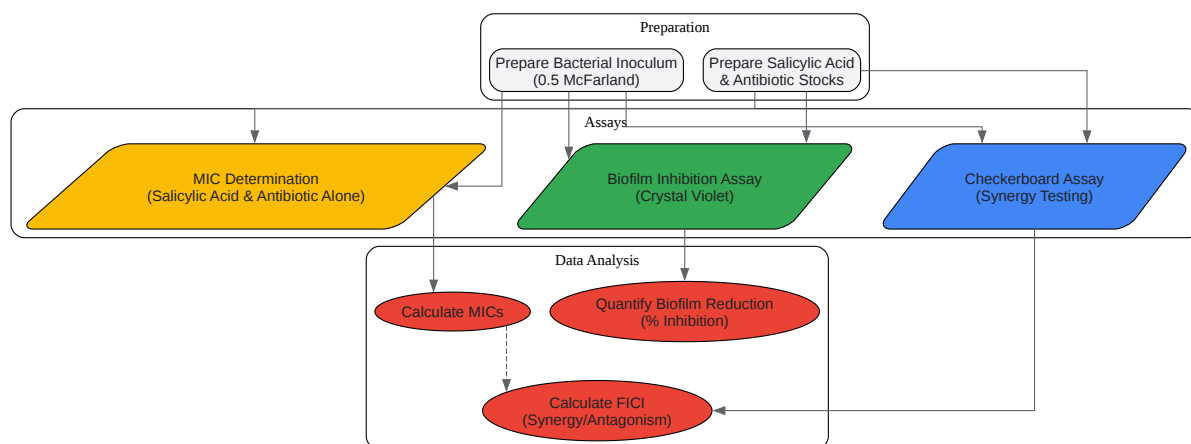 Preparation
Prepare Bacterial Inoculum
(0.5 McFarland)
Prepare Salicylic Acid
& Antibiotic Stocks
Assays
MIC Determination
(Salicylic Acid & Antibiotic Alone)
Biofilm Inhibition Assay
(Crystal Violet)
Checkerboard Assay
(Synergy Testing)
Data Analysis
Calculate MICs
Quantify Biofilm Reduction
(% Inhibition)
Calculate FICI
(Synergy/Antagonism)